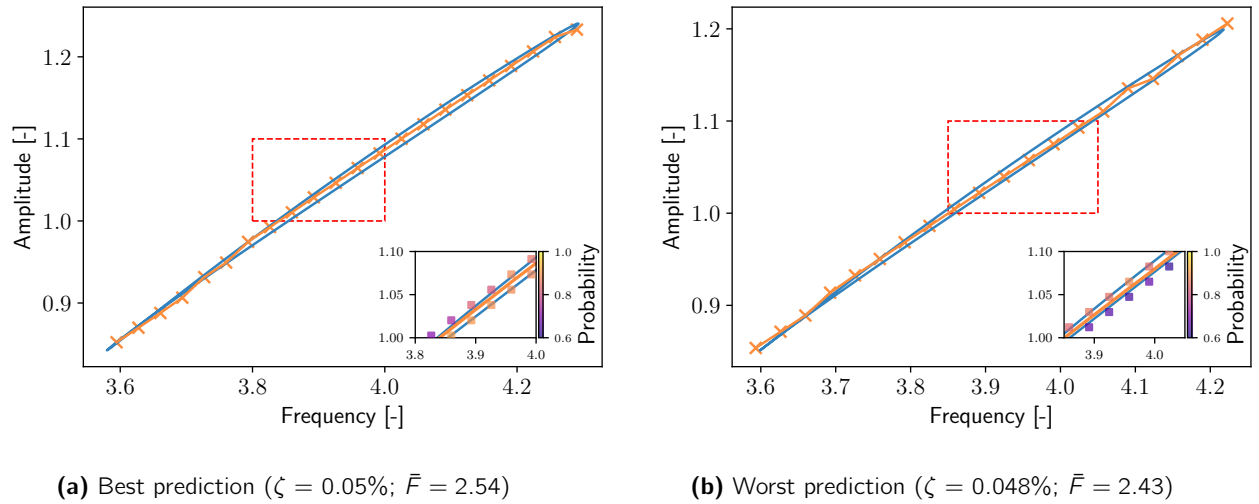 1.2
1.1
1.0
0.9
Amplitude [-]
3.6 3.8 4.0 4.2
Frequency [-]
1.10
1.05
1.00
3.8 3.9 4.0
1.0
0.8
0.6
Probability
(a) Best prediction (ζ = 0.05%; F̄ = 2.54)
1.2
1.1
1.0
0.9
Amplitude [-]
3.6 3.7 3.8 3.9 4.0 4.1 4.2
Frequency [-]
1.10
1.05
1.00
3.9 4.0
1.0
0.8
0.6
Probability
(b) Worst prediction (ζ = 0.048%; F̄ = 2.43)